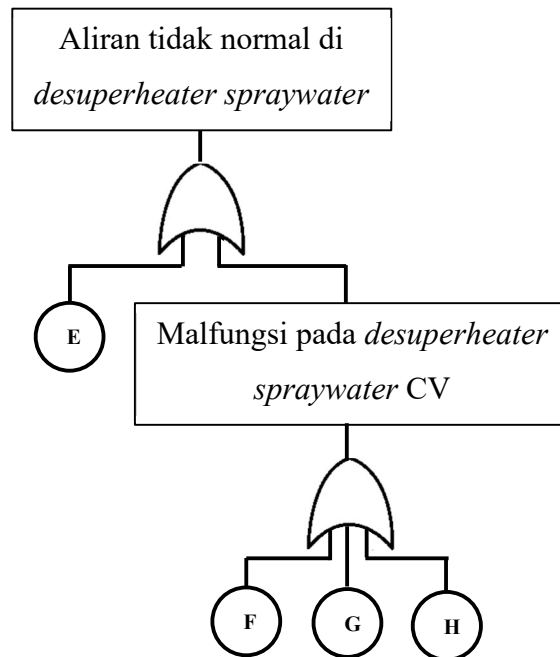 Aliran tidak normal di
desuperheater spraywater
E
Malfungsi pada desuperheater
spraywater CV
F
G
H